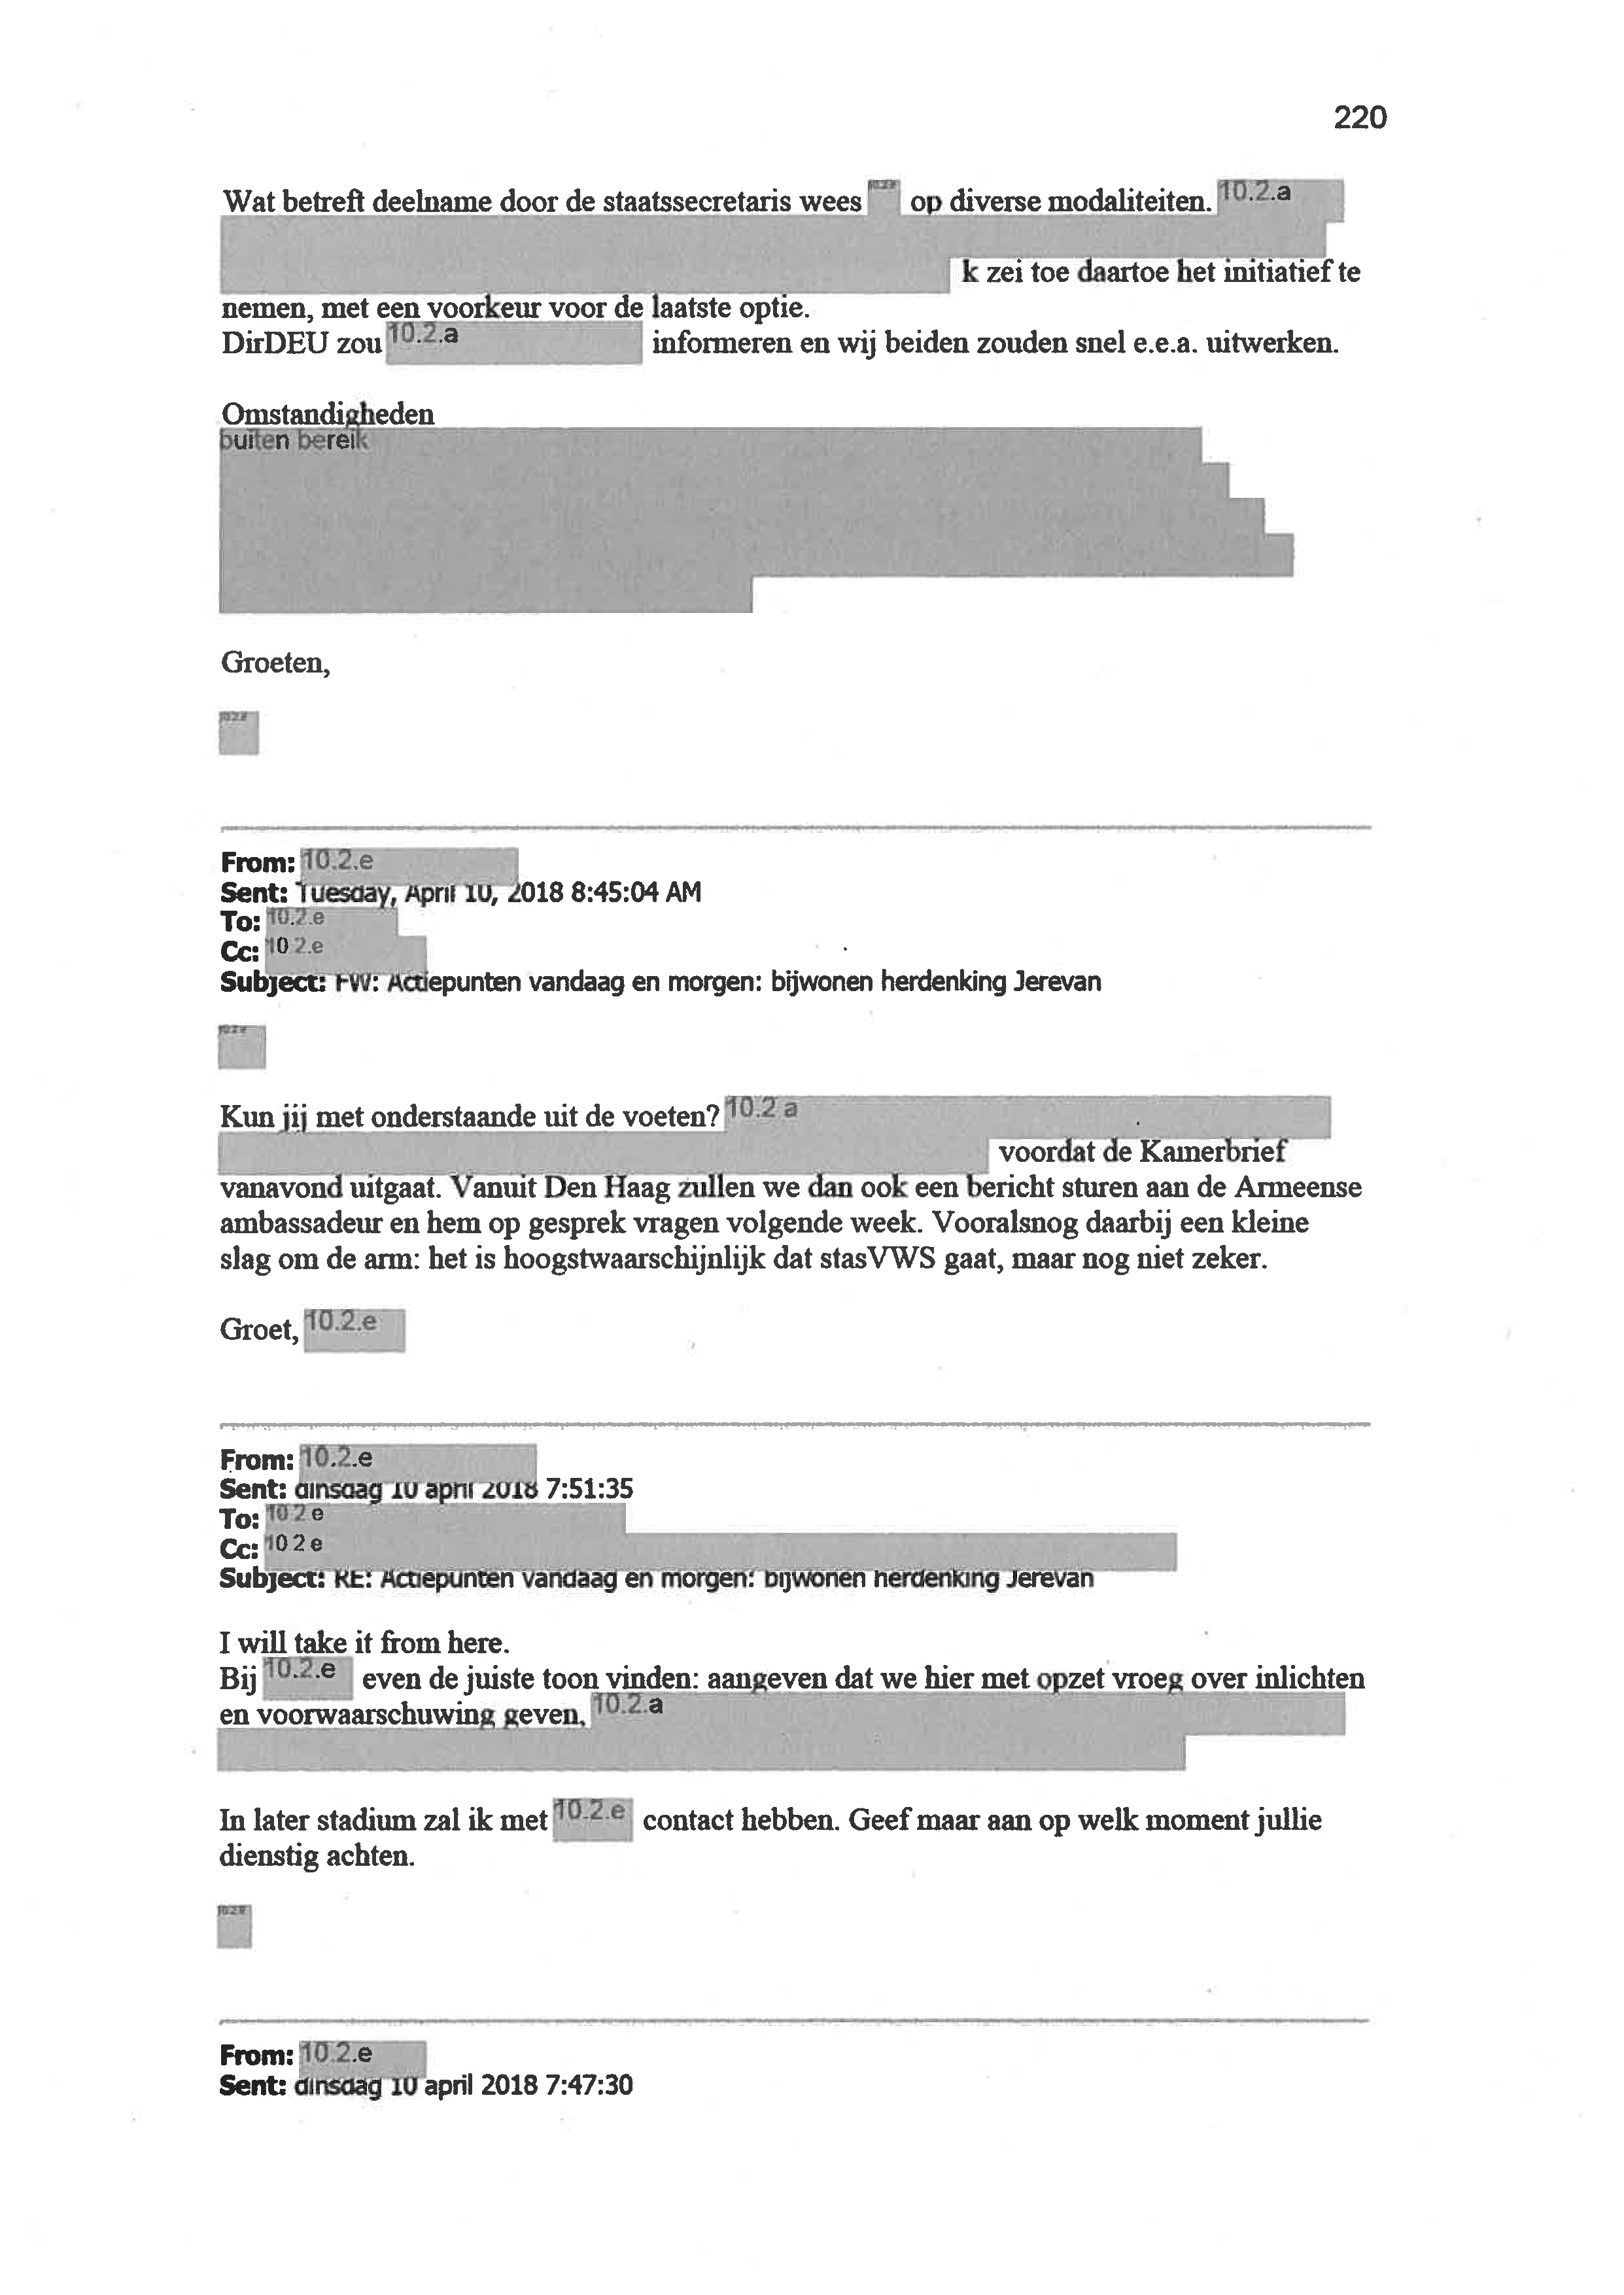 220
Wat betreft deelname door de staatssecretaris wees op diverse modaliteiten. 10.2.a
k zei toe daartoe het initiatief te
nemen, met een voorkeur voor de laatste optie.
DirDEU zou 10.2.a informeren en wij beiden zouden snel e.e.a. uitwerken.
Omstandigheden
buiten bereik
Groeten,
10.2.e
From: 10.2.e
Sent: Tuesday, April 10, 2018 8:45:04 AM
To: 10.2.e
Cc: 10 2.e
Subject: FW: Actiepunten vandaag en morgen: bijwonen herdenking Jerevan
10.2.e
Kun jij met onderstaande uit de voeten? 10.2 a
voordat de Kamerbrief
vanavond uitgaat. Vanuit Den Haag zullen we dan ook een bericht sturen aan de Armeense
ambassadeur en hem op gesprek vragen volgende week. Vooralsnog daarbij een kleine
slag om de arm: het is hoogstwaarschijnlijk dat stasVWS gaat, maar nog niet zeker.
Groet, 10.2.e
From: 10.2.e
Sent: dinsdag 10 april 2018 7:51:35
To: 10 2 e
Cc: 10 2 e
Subject: RE: Actiepunten vandaag en morgen: bijwonen herdenking Jerevan
I will take it from here.
Bij 10.2.e even de juiste toon vinden: aangeven dat we hier met opzet vroeg over inlichten
en voorwaarschuwing geven, 10.2.a
In later stadium zal ik met 10.2.e contact hebben. Geef maar aan op welk moment jullie
dienstig achten.
10.2.e
From: 10.2.e
Sent: dinsdag 10 april 2018 7:47:30